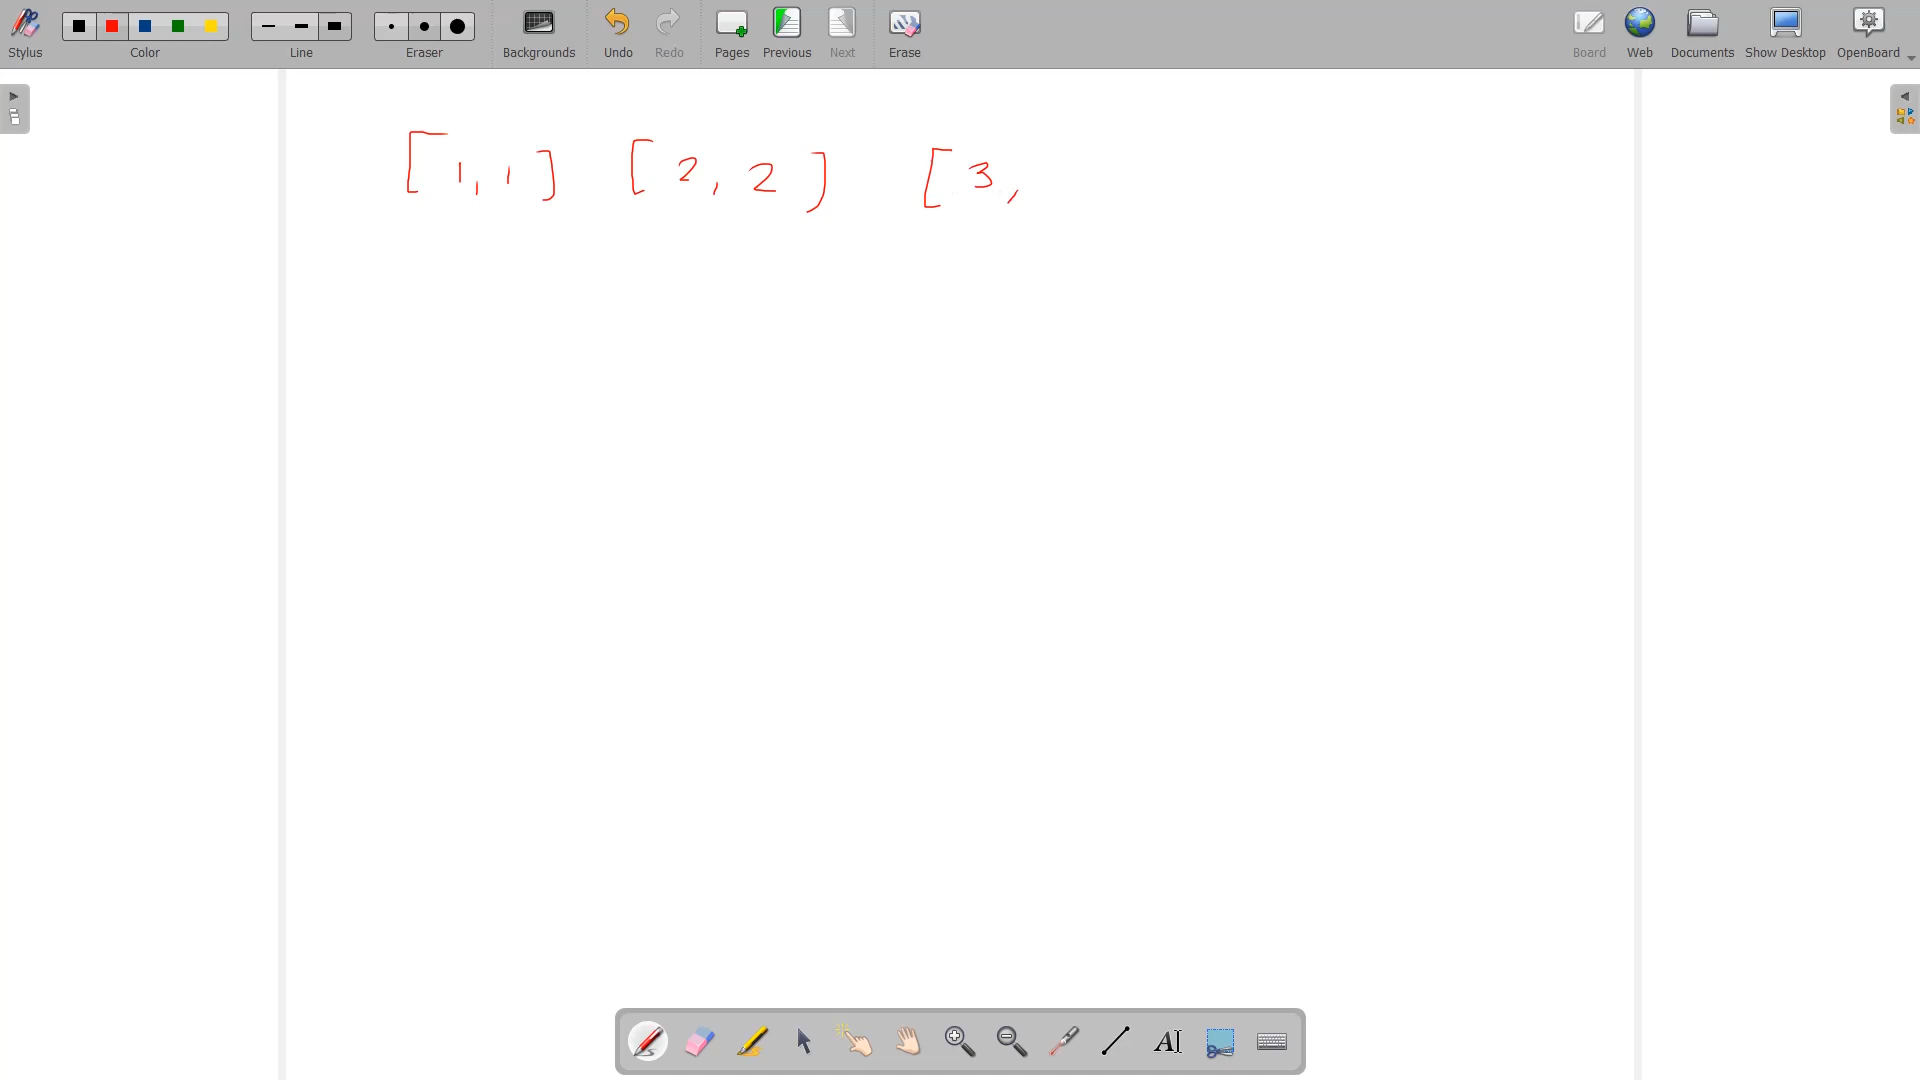 Stylus Color Line Eraser Backgrounds Undo Redo Pages Previous Next Erase Board Web Documents Show Desktop OpenBoard
[1,1] [2,2] [3,
AI